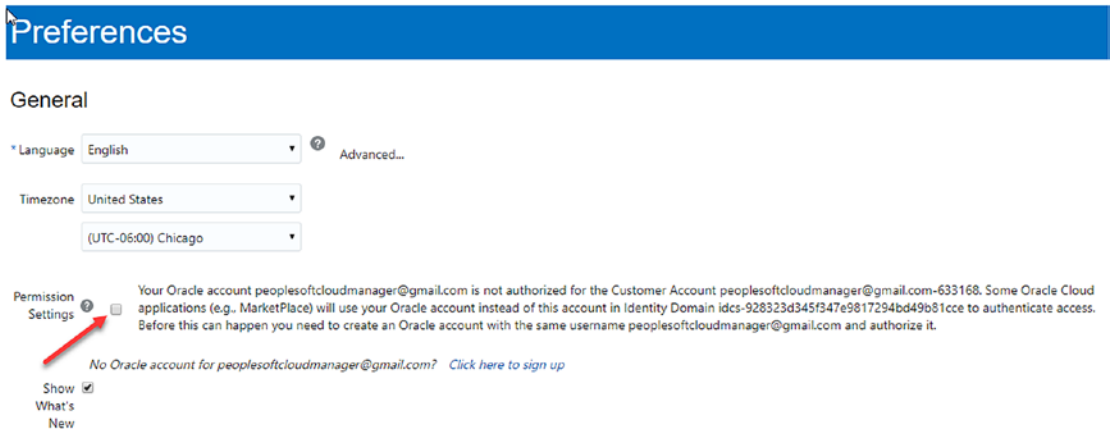 Preferences
General
* Language English ? Advanced...
Timezone United States
(UTC-06:00) Chicago
Permission Settings ? Your Oracle account peoplesoftcloudmanager@gmail.com is not authorized for the Customer Account peoplesoftcloudmanager@gmail.com-633168. Some Oracle Cloud
applications (e.g., MarketPlace) will use your Oracle account instead of this account in Identity Domain idcs-928323d345f347e9817294bd49b81cce to authenticate access.
Before this can happen you need to create an Oracle account with the same username peoplesoftcloudmanager@gmail.com and authorize it.
No Oracle account for peoplesoftcloudmanager@gmail.com? Click here to sign up
Show
What's
New